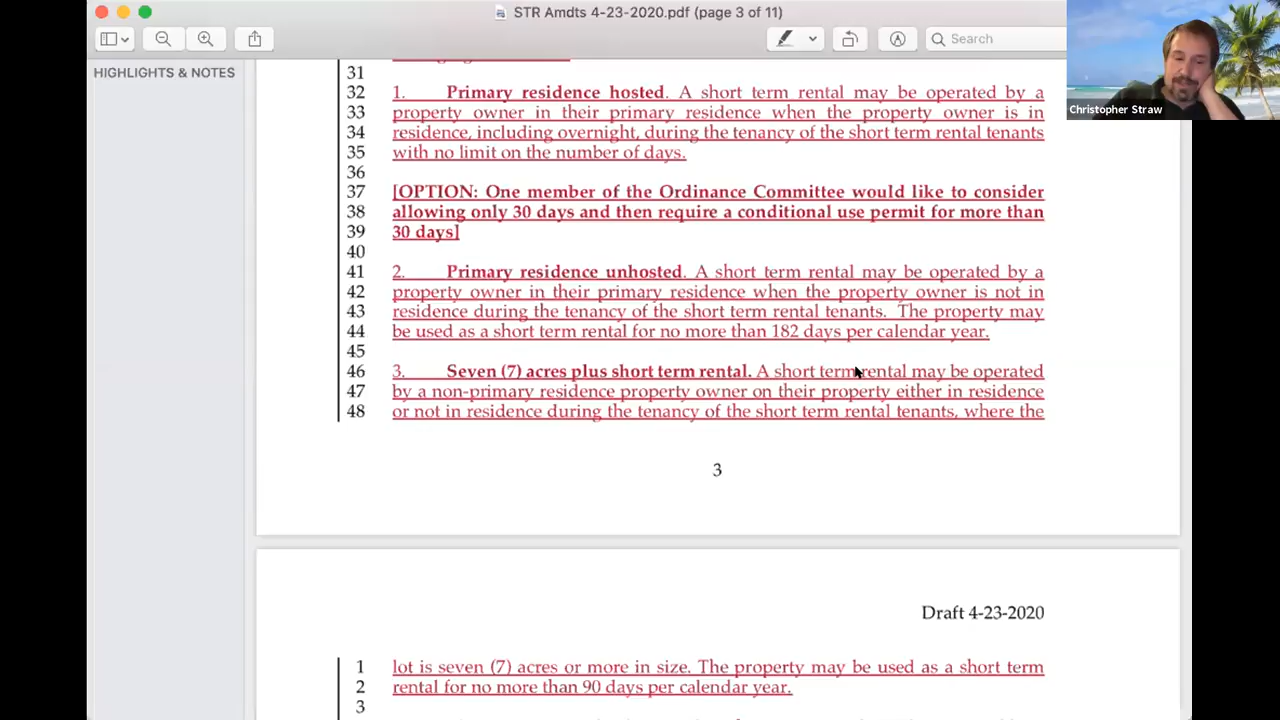 STR Amdts 4-23-2020.pdf (page 3 of 11)
Search
HIGHLIGHTS & NOTES
Christopher Straw
31
32 1. Primary residence hosted. A short term rental may be operated by a
33 property owner in their primary residence when the property owner is in
34 residence, including overnight, during the tenancy of the short term rental tenants
35 with no limit on the number of days.
36
37 [OPTION: One member of the Ordinance Committee would like to consider
38 allowing only 30 days and then require a conditional use permit for more than
39 30 days]
40
41 2. Primary residence unhosted. A short term rental may be operated by a
42 property owner in their primary residence when the property owner is not in
43 residence during the tenancy of the short term rental tenants. The property may
44 be used as a short term rental for no more than 182 days per calendar year.
45
46 3. Seven (7) acres plus short term rental. A short term rental may be operated
47 by a non-primary residence property owner on their property either in residence
48 or not in residence during the tenancy of the short term rental tenants, where the
3
Draft 4-23-2020
1 lot is seven (7) acres or more in size. The property may be used as a short term
2 rental for no more than 90 days per calendar year.
3